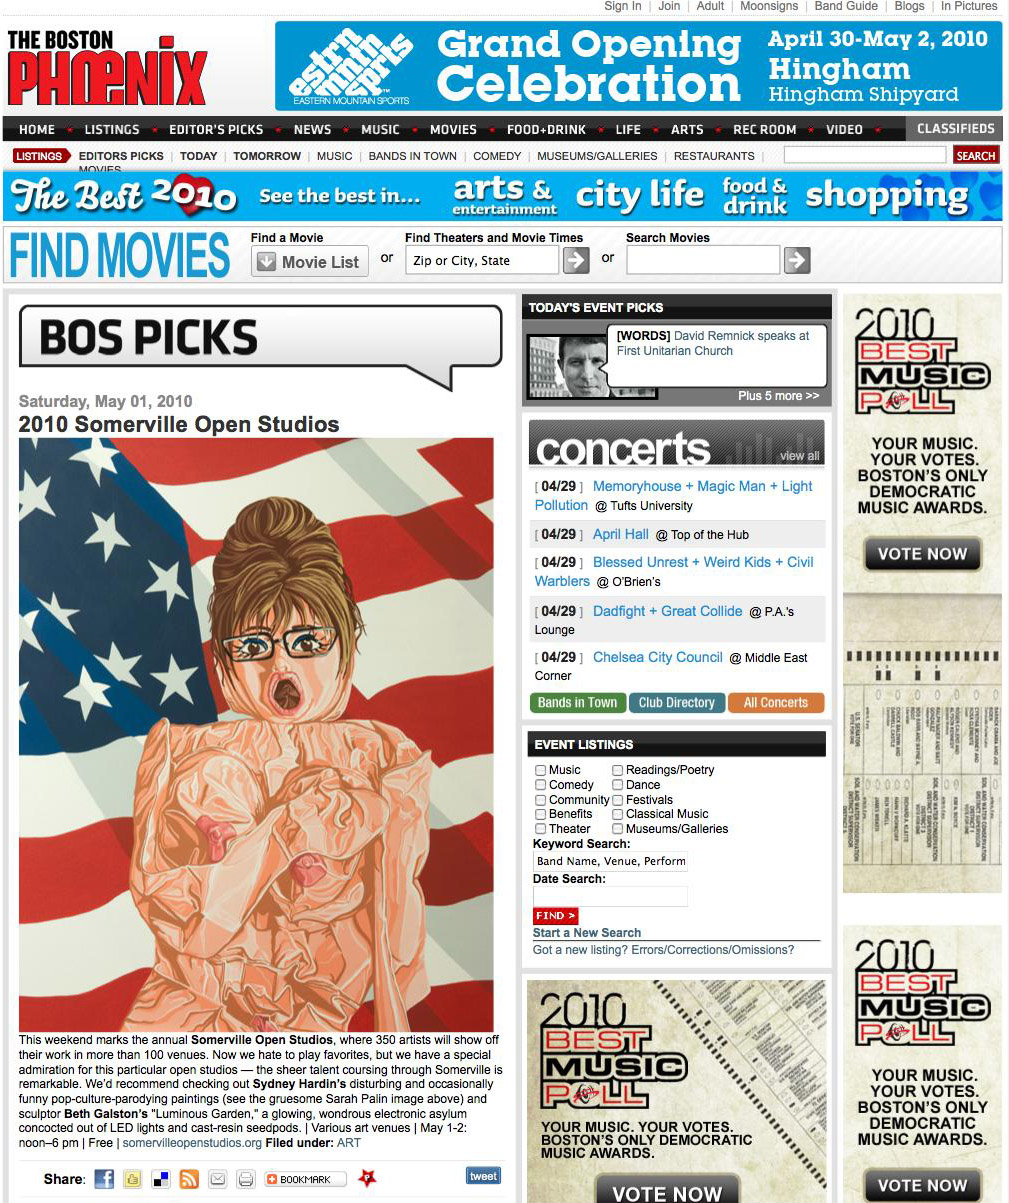 Sign In | Join | Adult | Moonsigns | Band Guide | Blogs | In Pictures
THE BOSTON
PHŒNIX
estrn
mntn
sprts
EASTERN MOUNTAIN SPORTS
Grand Opening
Celebration
April 30-May 2, 2010
Hingham
Hingham Shipyard
HOME LISTINGS EDITOR'S PICKS NEWS MUSIC MOVIES FOOD+DRINK LIFE ARTS REC ROOM VIDEO CLASSIFIEDS
LISTINGS EDITORS PICKS | TODAY | TOMORROW | MUSIC | BANDS IN TOWN | COMEDY | MUSEUMS/GALLERIES | RESTAURANTS | SEARCH
MOVIES
The Best 2010 See the best in... arts & entertainment city life food & drink shopping
FIND MOVIES
Find a Movie
Movie List
or
Find Theaters and Movie Times
Zip or City, State
or
Search Movies
BOS PICKS
Saturday, May 01, 2010
2010 Somerville Open Studios
This weekend marks the annual Somerville Open Studios, where 350 artists will show off
their work in more than 100 venues. Now we hate to play favorites, but we have a special
admiration for this particular open studios — the sheer talent coursing through Somerville is
remarkable. We'd recommend checking out Sydney Hardin's disturbing and occasionally
funny pop-culture-parodying paintings (see the gruesome Sarah Palin image above) and
sculptor Beth Galston's "Luminous Garden," a glowing, wondrous electronic asylum
concocted out of LED lights and cast-resin seedpods. | Various art venues | May 1-2:
noon–6 pm | Free | somervilleopenstudios.org Filed under: ART
Share:
BOOKMARK
tweet
TODAY'S EVENT PICKS
[WORDS] David Remnick speaks at
First Unitarian Church
Plus 5 more >>
concerts
view all
[ 04/29 ] Memoryhouse + Magic Man + Light
Pollution @ Tufts University
[ 04/29 ] April Hall @ Top of the Hub
[ 04/29 ] Blessed Unrest + Weird Kids + Civil
Warblers @ O'Brien's
[ 04/29 ] Dadfight + Great Collide @ P.A.'s
Lounge
[ 04/29 ] Chelsea City Council @ Middle East
Corner
Bands in Town
Club Directory
All Concerts
EVENT LISTINGS
Music Readings/Poetry
Comedy Dance
Community Festivals
Benefits Classical Music
Theater Museums/Galleries
Keyword Search:
Band Name, Venue, Perform
Date Search:
FIND >
Start a New Search
Got a new listing? Errors/Corrections/Omissions?
2010
BEST
MUSIC
POLL
YOUR MUSIC. YOUR VOTES.
BOSTON'S ONLY DEMOCRATIC
MUSIC AWARDS.
VOTE NOW
2010
BEST
MUSIC
POLL
YOUR MUSIC.
YOUR VOTES.
BOSTON'S ONLY
DEMOCRATIC
MUSIC AWARDS.
VOTE NOW
2010
BEST
MUSIC
POLL
YOUR MUSIC.
YOUR VOTES.
BOSTON'S ONLY
DEMOCRATIC
MUSIC AWARDS.
VOTE NOW